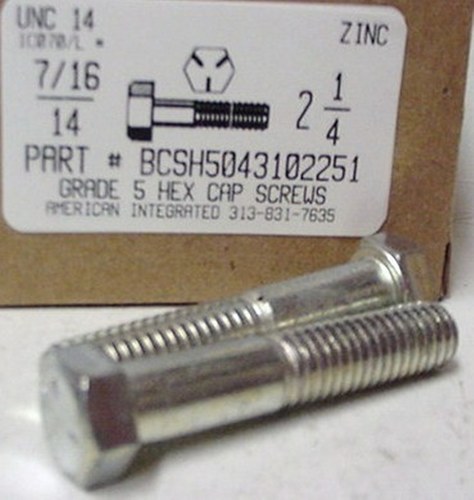 UNC 14
ZINC
7/16
14
2 1/4
PART # BCSH5043102251
GRADE 5 HEX CAP SCREWS
AMERICAN INTEGRATED 313-831-7635